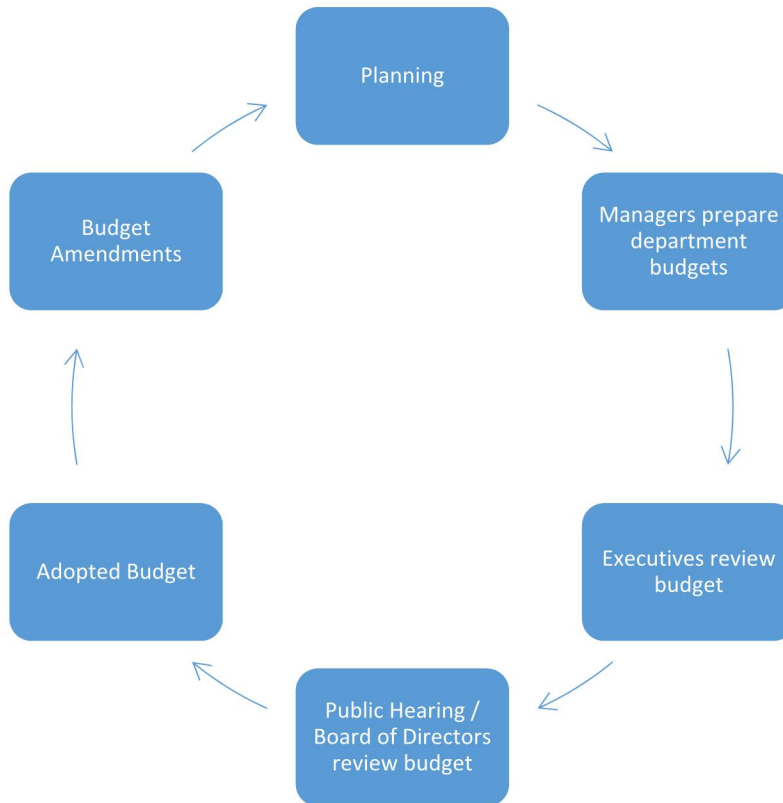 Planning
Managers prepare
department
budgets
Executives review
budget
Public Hearing /
Board of Directors
review budget
Adopted Budget
Budget
Amendments